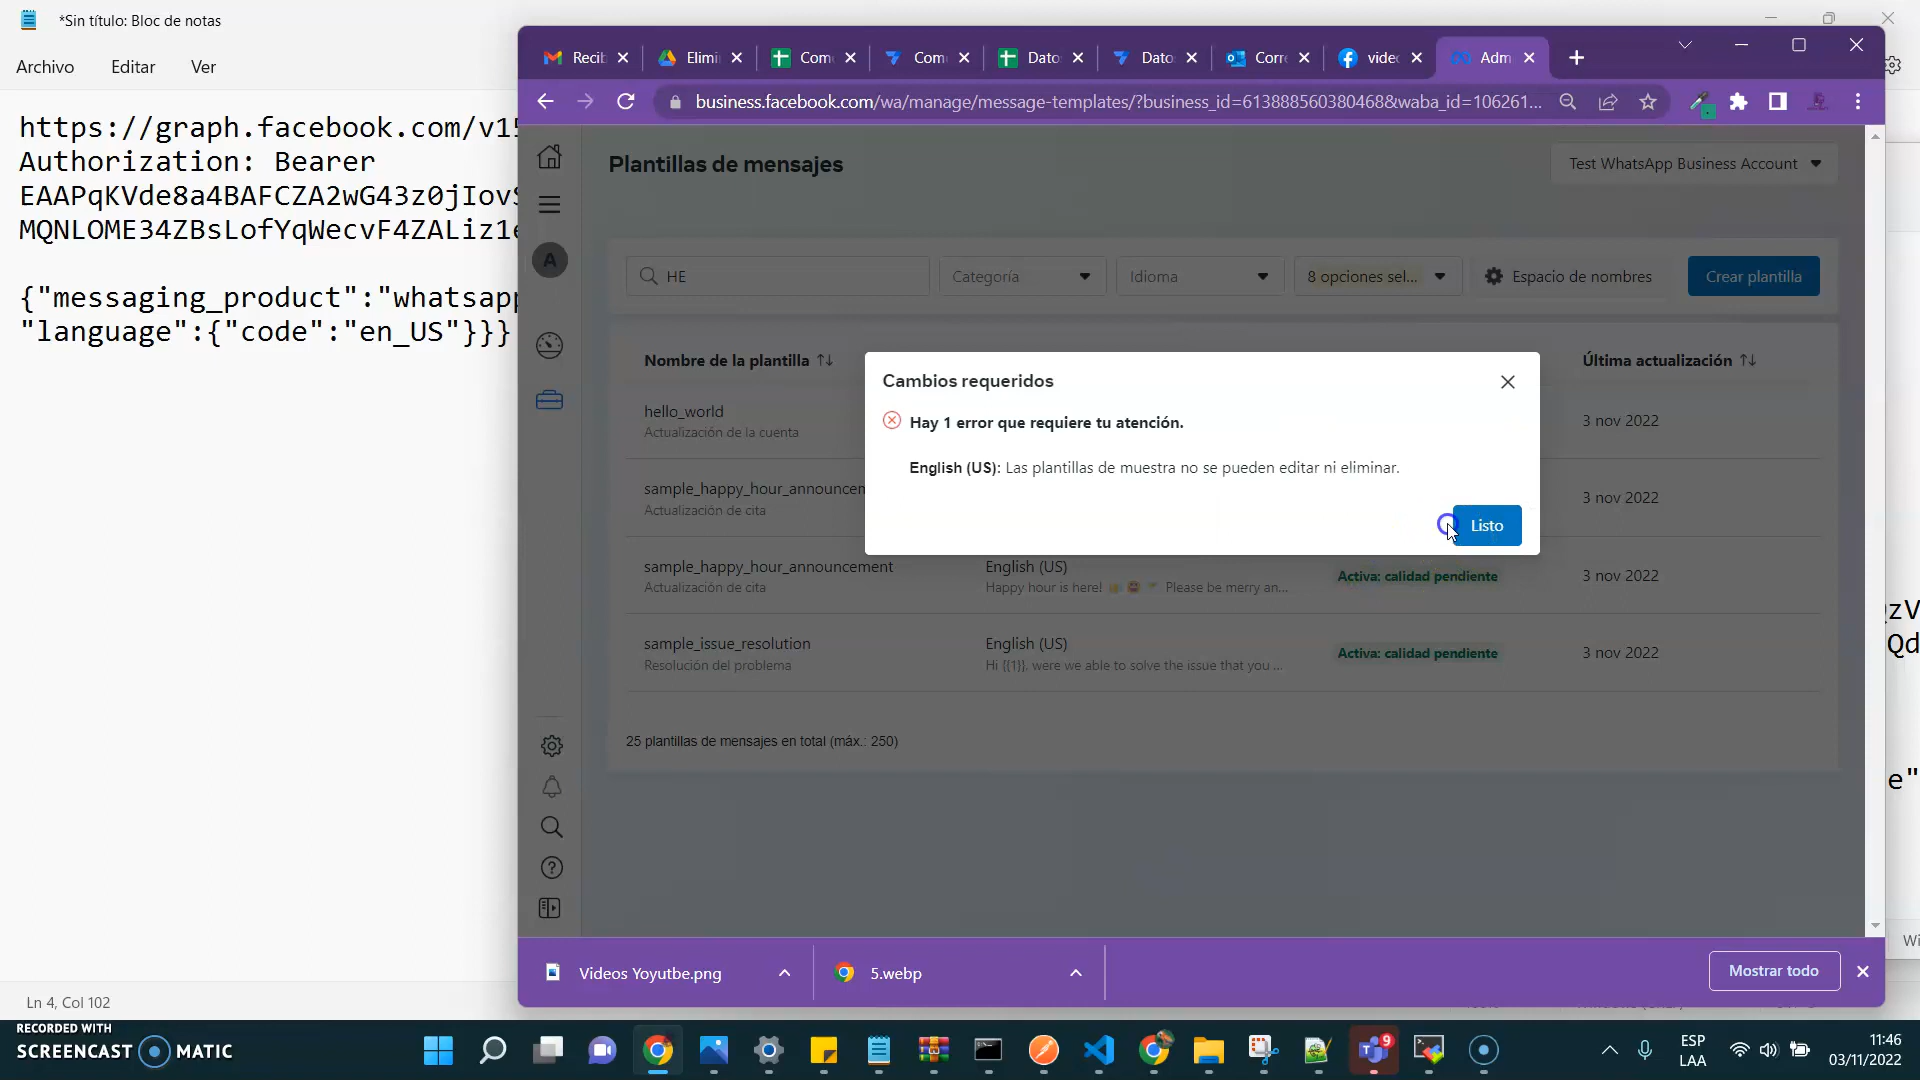 *Sin título: Bloc de notas
Archivo
Editar
Ver
https://graph.facebook.com/v15
Authorization: Bearer
EAAPqKVde8a4BAFCZA2wG43z0jIovS
MQNLOME34ZBsLofYqWecvF4ZALiz1e
{"messaging_product":"whatsapp
"language":{"code":"en_US"}}}
Ln 4, Col 102
Recib
Elimi
Com
Com
Dato
Dato
Corre
vide
Adm
business.facebook.com/wa/manage/message-templates/?business_id=613888560380468&waba_id=106261...
Plantillas de mensajes
Test WhatsApp Business Account
A
HE
Categoría
Idioma
8 opciones sel...
Espacio de nombres
Crear plantilla
Nombre de la plantilla
Última actualización
hello_world
Actualización de la cuenta
3 nov 2022
sample_happy_hour_announcem
Actualización de cita
3 nov 2022
sample_happy_hour_announcement
Actualización de cita
English (US)
Happy hour is here! Please be merry an...
Activa: calidad pendiente
3 nov 2022
sample_issue_resolution
Resolución del problema
English (US)
Hi {{1}}, were we able to solve the issue that you ...
Activa: calidad pendiente
3 nov 2022
25 plantillas de mensajes en total (máx.: 250)
Cambios requeridos
Hay 1 error que requiere tu atención.
English (US): Las plantillas de muestra no se pueden editar ni eliminar.
Listo
zV
Qd
e"
Wi
Videos Yoyutbe.png
5.webp
Mostrar todo
RECORDED WITH
SCREENCAST MATIC
9
ESP
LAA
11:46
03/11/2022